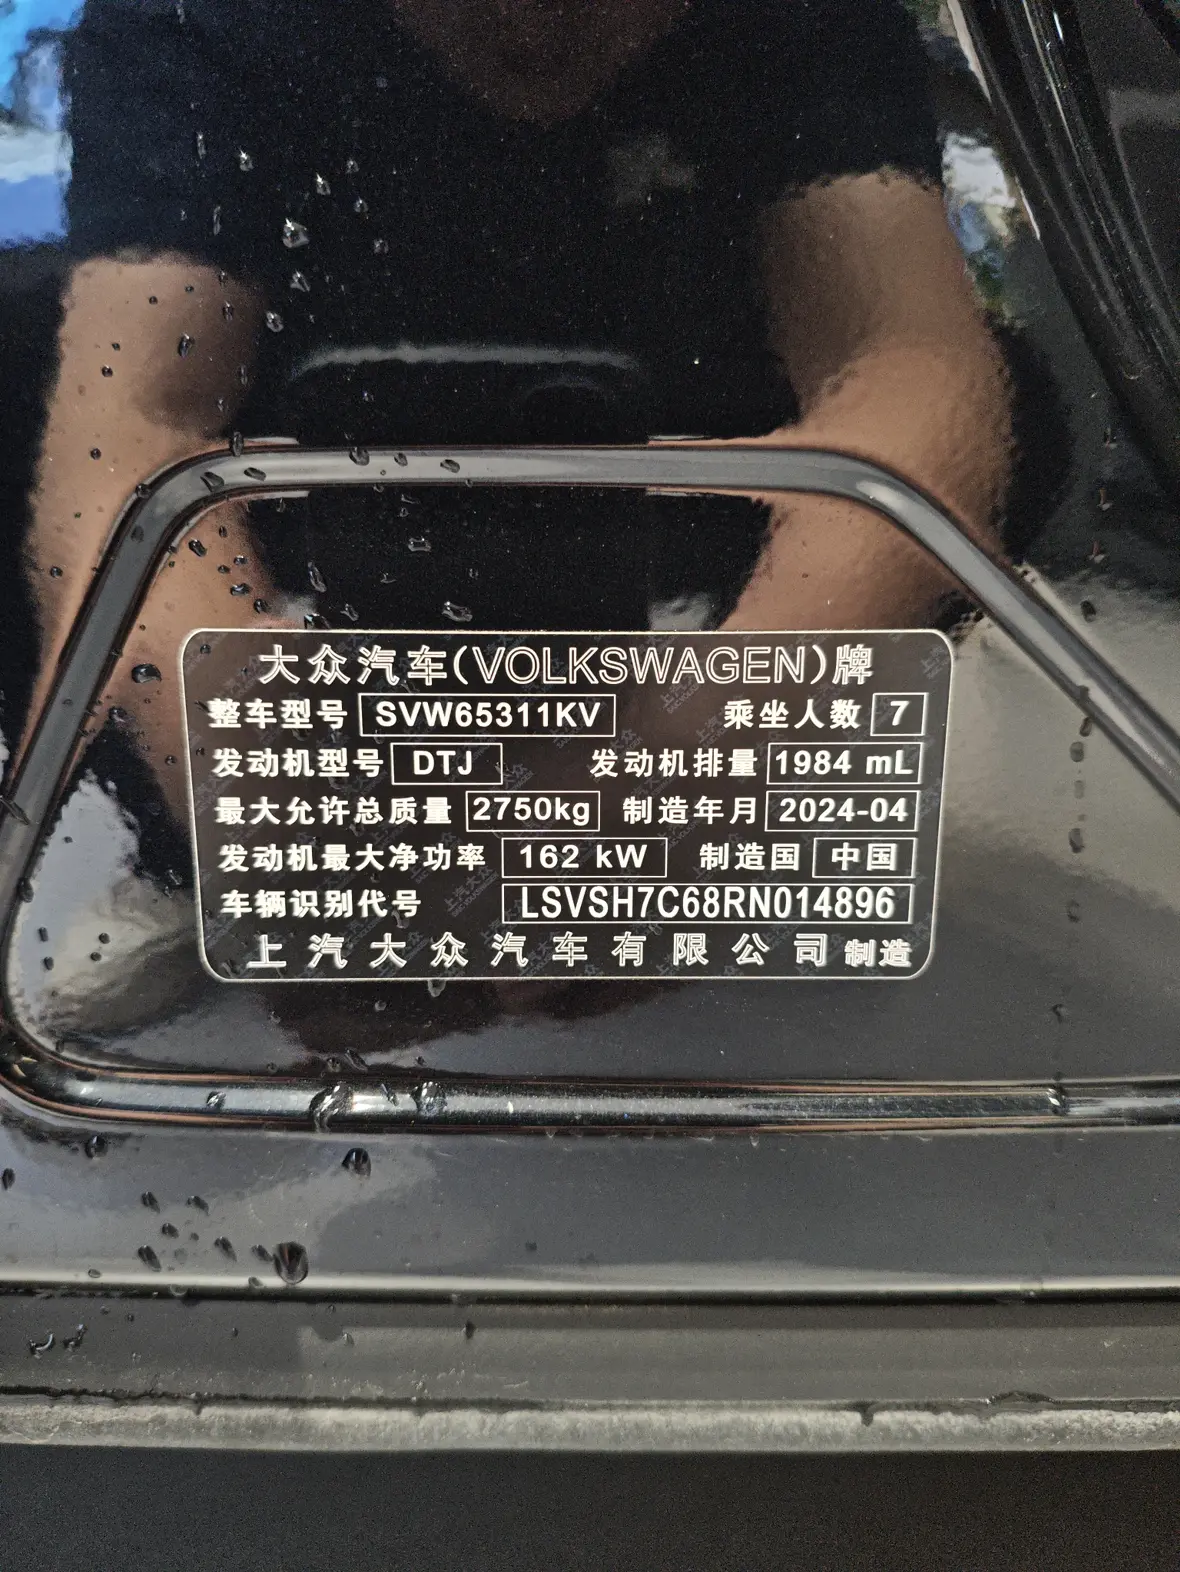 大众汽车(VOLKSWAGEN)牌
整车型号 SVW65311KV 乘坐人数 7
发动机型号 DTJ 发动机排量 1984 mL
最大允许总质量 2750kg 制造年月 2024-04
发动机最大净功率 162 kW 制造国 中国
车辆识别代号 LSVSH7C68RN014896
上汽大众汽车有限公司 制造